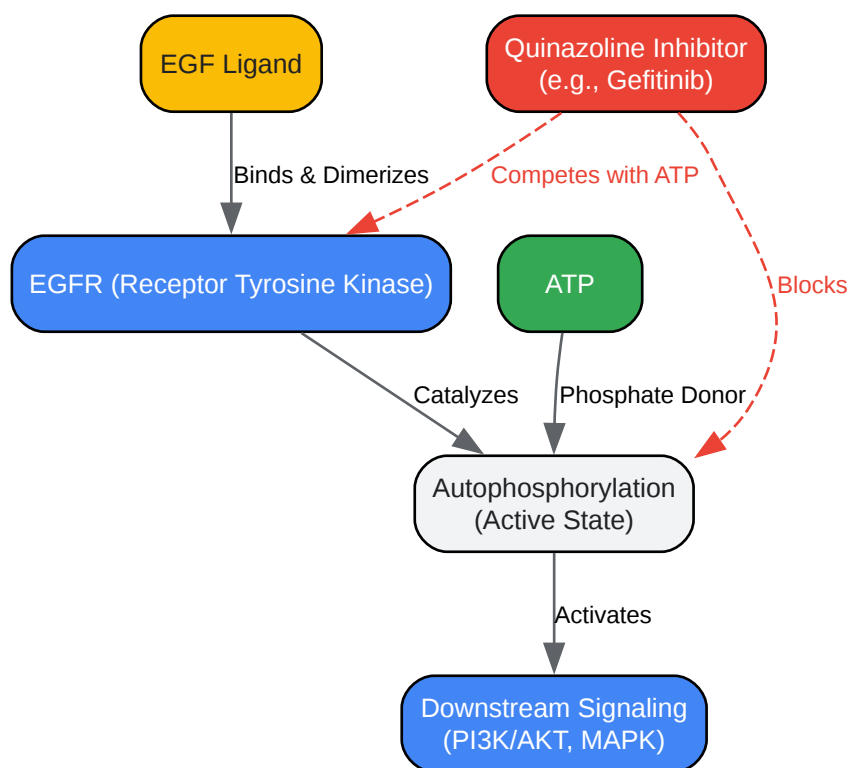 EGF Ligand
Quinazoline Inhibitor
(e.g., Gefitinib)
Binds & Dimerizes
Competes with ATP
EGFR (Receptor Tyrosine Kinase)
ATP
Blocks
Catalyzes
Phosphate Donor
Autophosphorylation
(Active State)
Activates
Downstream Signaling
(PI3K/AKT, MAPK)